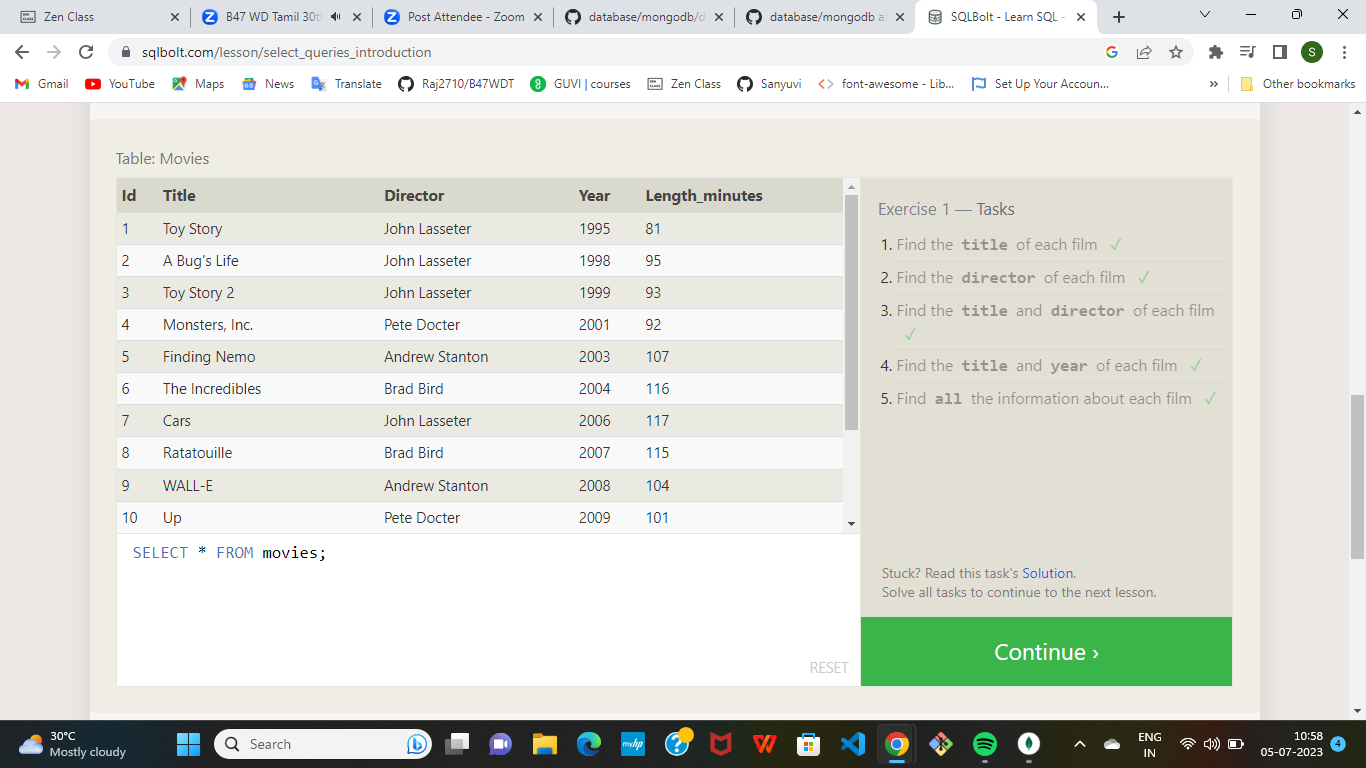 Zen Class
B47 WD Tamil 30th
Post Attendee - Zoom
database/mongodb/d
database/mongodb at
SQLBolt - Learn SQL -
sqlbolt.com/lesson/select_queries_introduction
S
Gmail
YouTube
Maps
News
Translate
Raj2710/B47WDT
GUVI | courses
Zen Class
Sanyuvi
font-awesome - Lib...
Set Up Your Accoun...
»
Other bookmarks
Table: Movies
Id Title Director Year Length_minutes
1 Toy Story John Lasseter 1995 81
2 A Bug's Life John Lasseter 1998 95
3 Toy Story 2 John Lasseter 1999 93
4 Monsters, Inc. Pete Docter 2001 92
5 Finding Nemo Andrew Stanton 2003 107
6 The Incredibles Brad Bird 2004 116
7 Cars John Lasseter 2006 117
8 Ratatouille Brad Bird 2007 115
9 WALL-E Andrew Stanton 2008 104
10 Up Pete Docter 2009 101
SELECT * FROM movies;
RESET
Exercise 1 — Tasks
1. Find the title of each film ✓
2. Find the director of each film ✓
3. Find the title and director of each film
✓
4. Find the title and year of each film ✓
5. Find all the information about each film ✓
Stuck? Read this task's Solution.
Solve all tasks to continue to the next lesson.
Continue ›
30°C
Mostly cloudy
Search
myhp
ENG
IN
10:58
05-07-2023
4